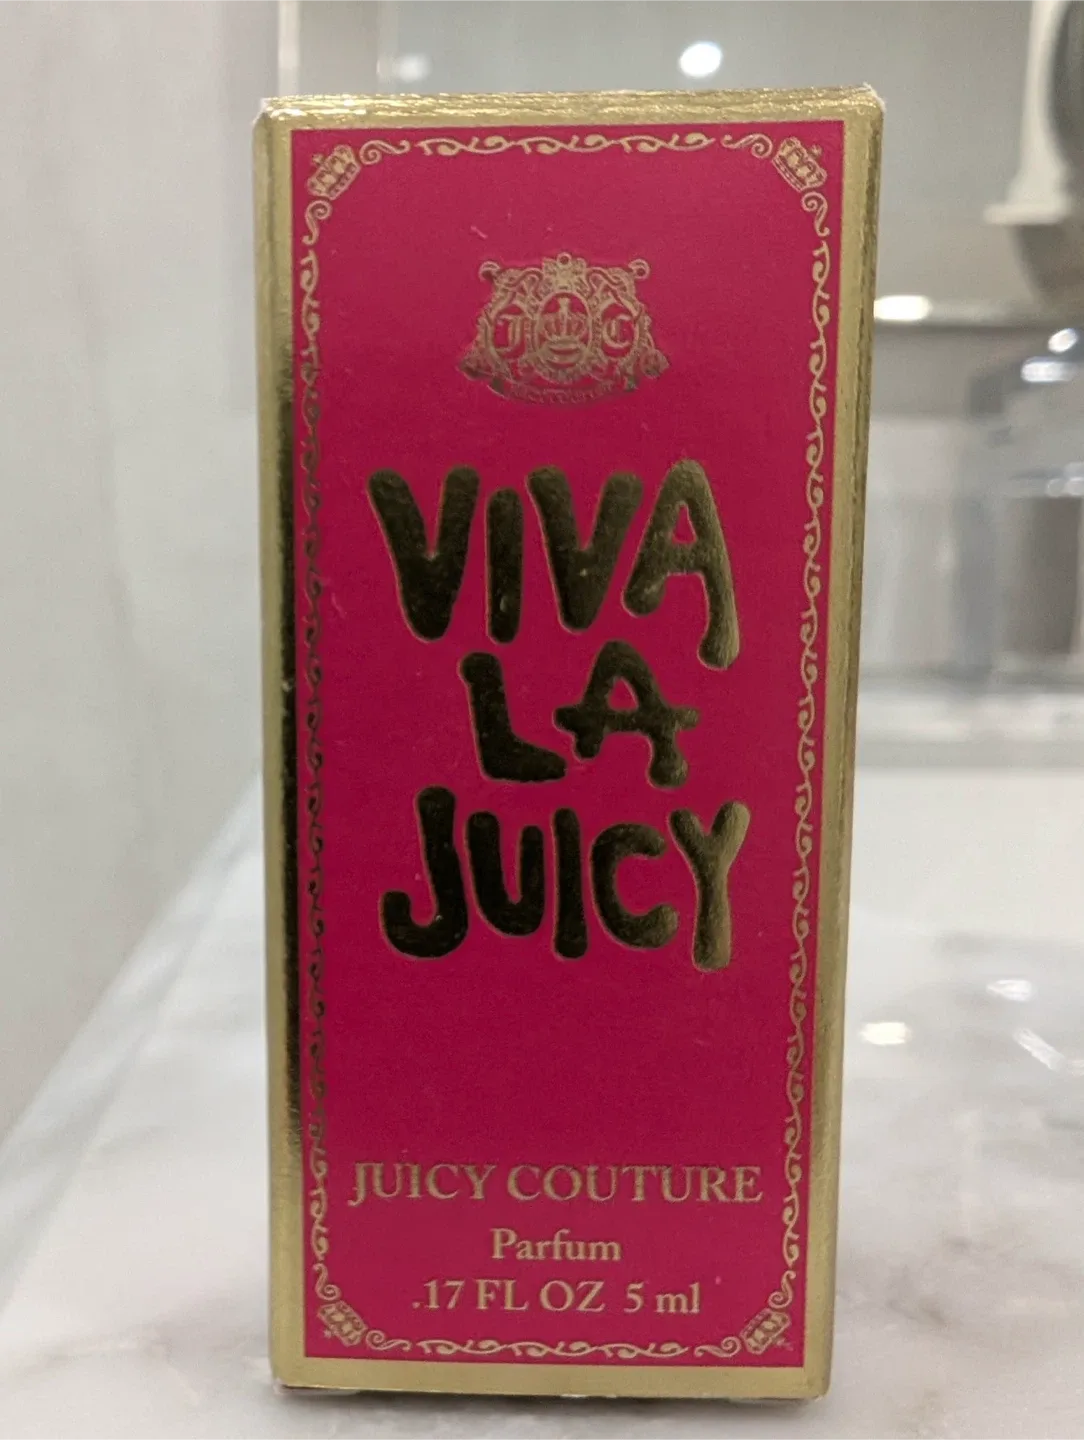 J C
VIVA
LA
JUICY
JUICY COUTURE
Parfum
.17 FL OZ 5 ml